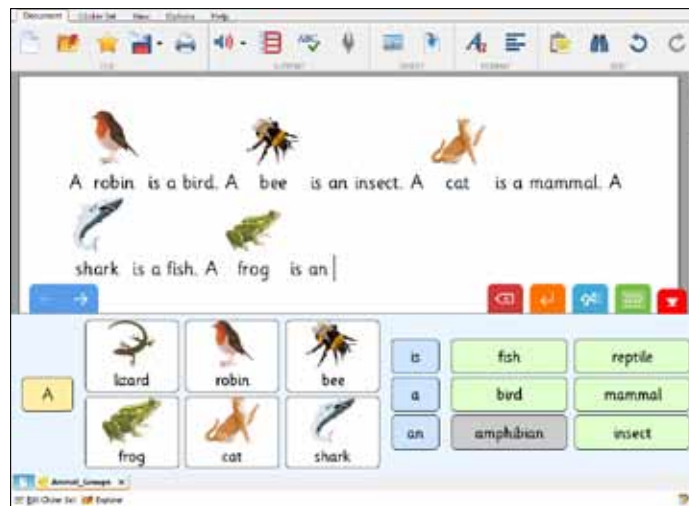 Document Clicker Set View Options Help
A robin is a bird. A bee is an insect. A cat is a mammal. A
shark is a fish. A frog is an
A
lizard robin bee
frog cat shark
is fish reptile
a bird mammal
an amphibian insect
Animal_Groups x
Edit Clicker Set Explorer